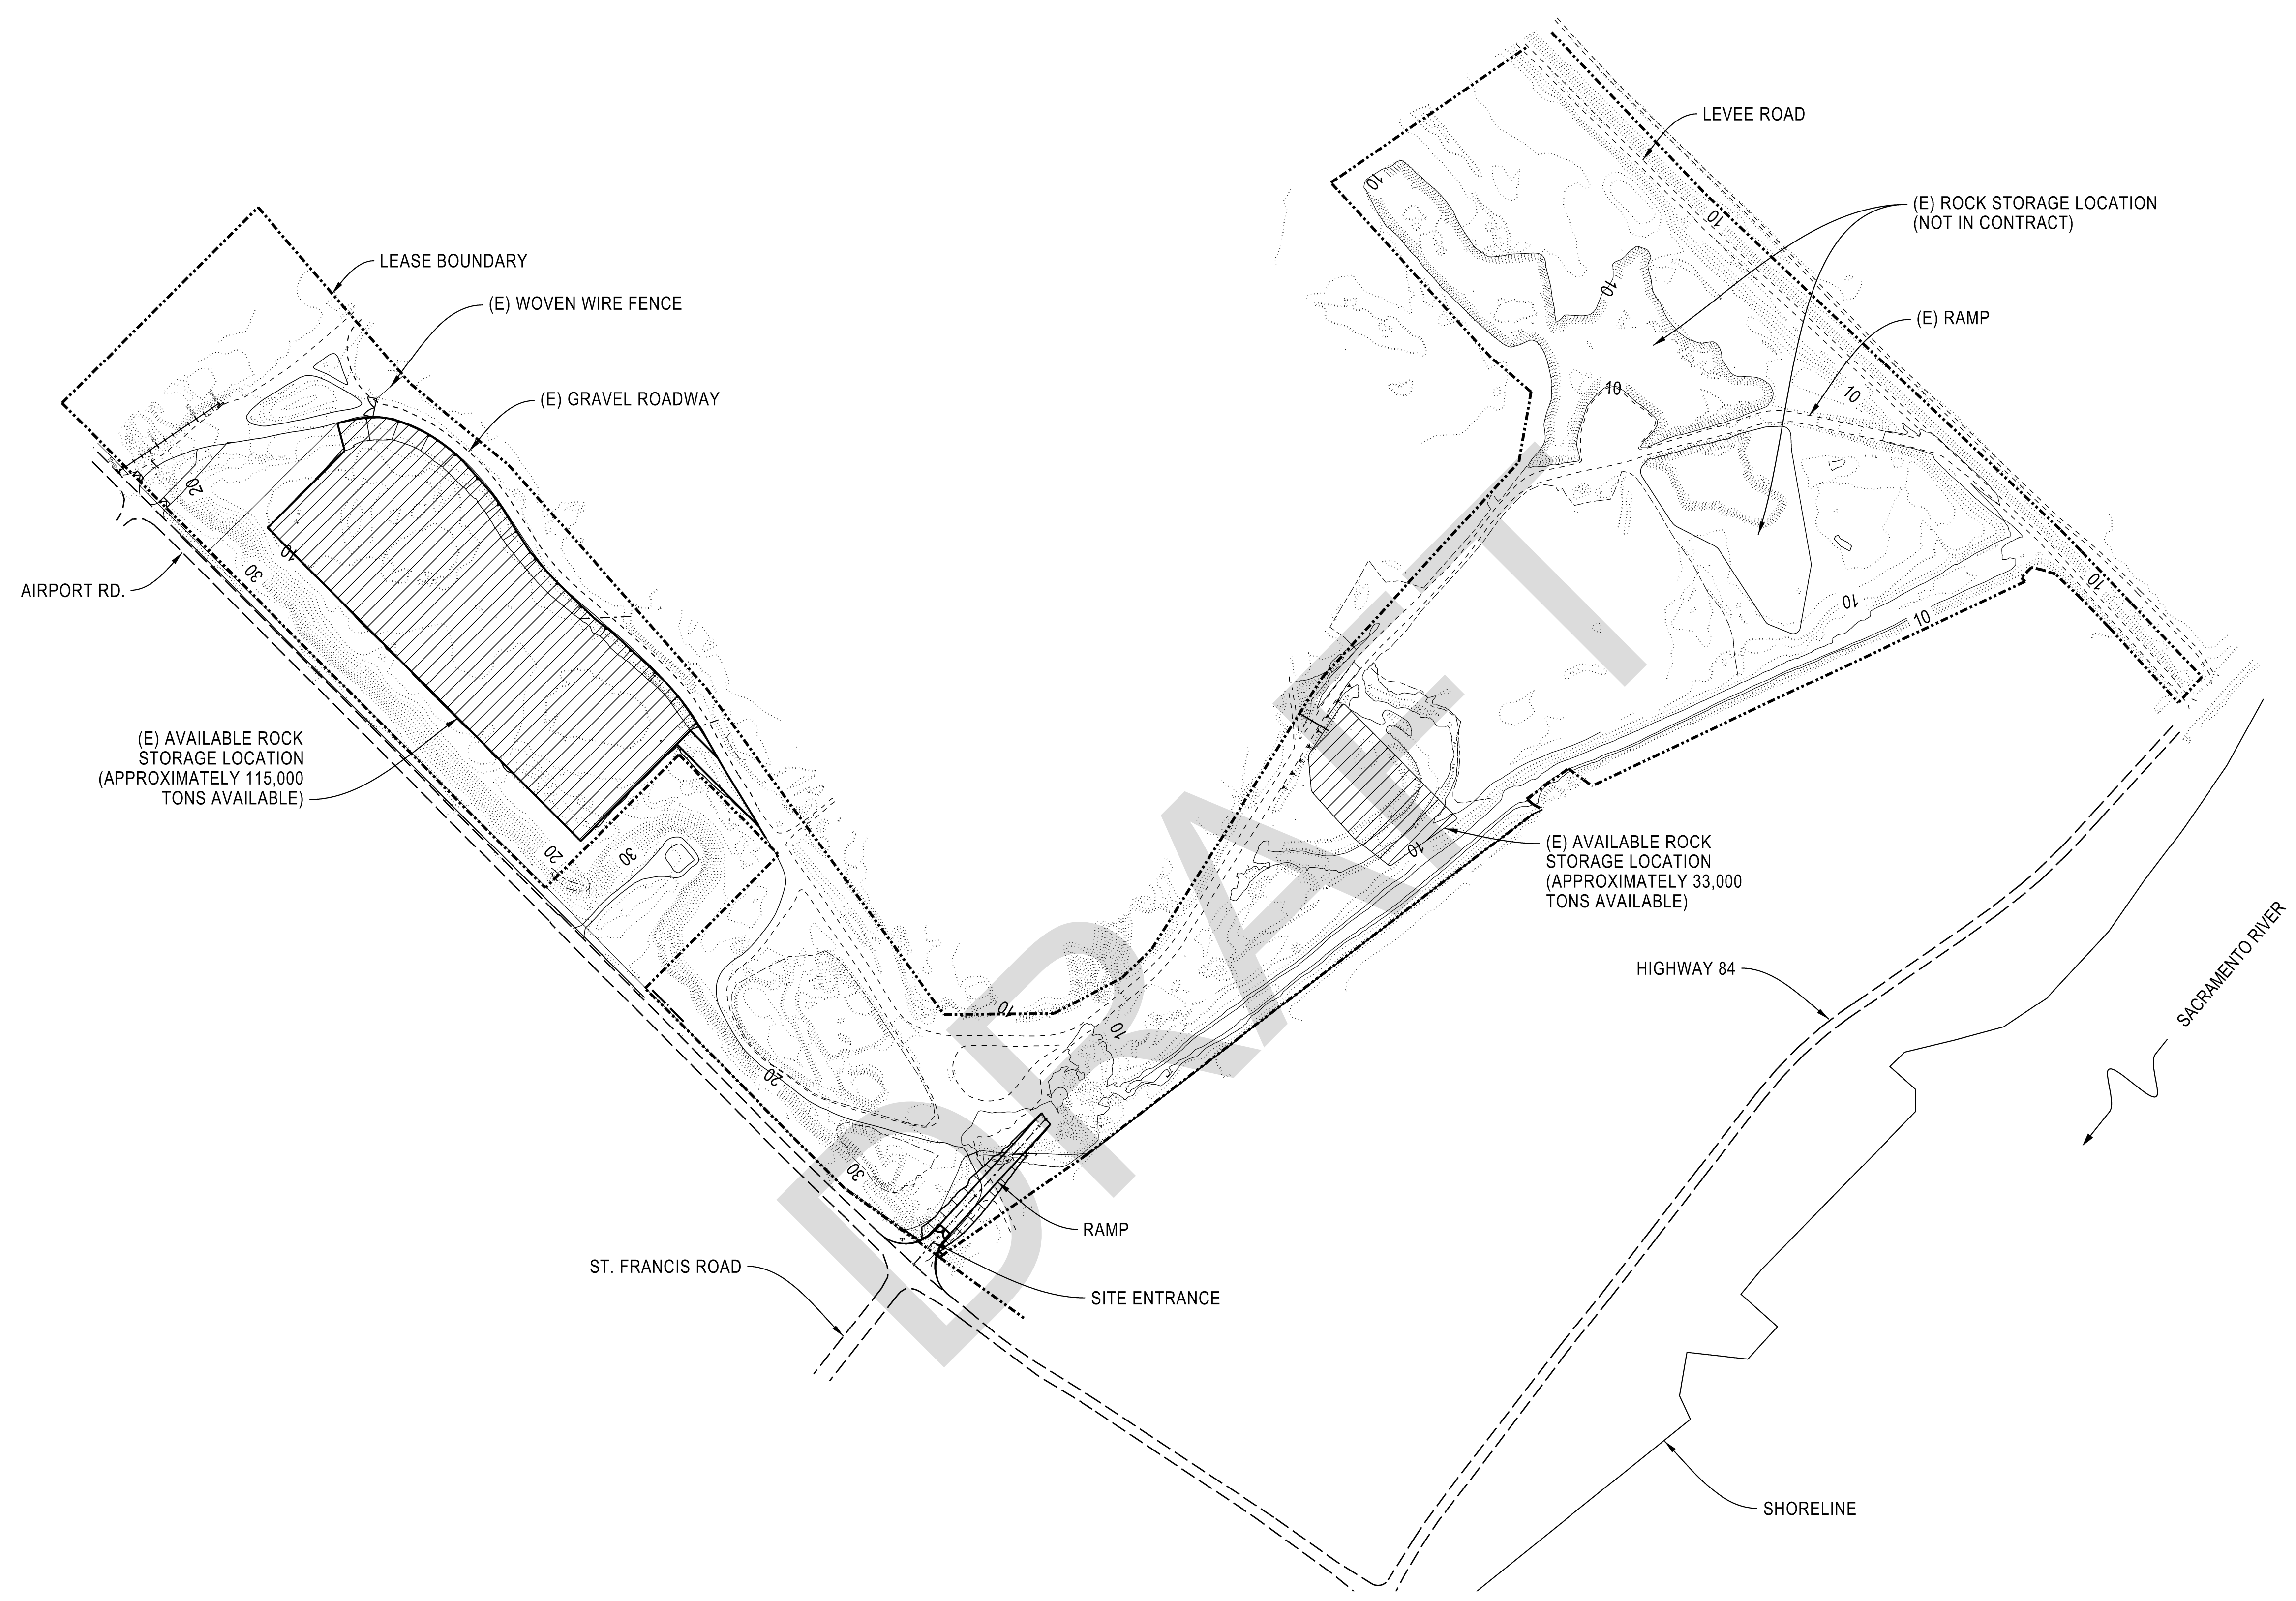 LEVEE ROAD
(E) ROCK STORAGE LOCATION
(NOT IN CONTRACT)
LEASE BOUNDARY
(E) WOVEN WIRE FENCE
(E) RAMP
(E) GRAVEL ROADWAY
AIRPORT RD.
(E) AVAILABLE ROCK
STORAGE LOCATION
(APPROXIMATELY 115,000
TONS AVAILABLE)
(E) AVAILABLE ROCK
STORAGE LOCATION
(APPROXIMATELY 33,000
TONS AVAILABLE)
HIGHWAY 84
SACRAMENTO RIVER
RAMP
ST. FRANCIS ROAD
SITE ENTRANCE
SHORELINE
DRAFT
10
10
10
10
10
10
10
10
10
10
10
10
20
30
20
30
20
30